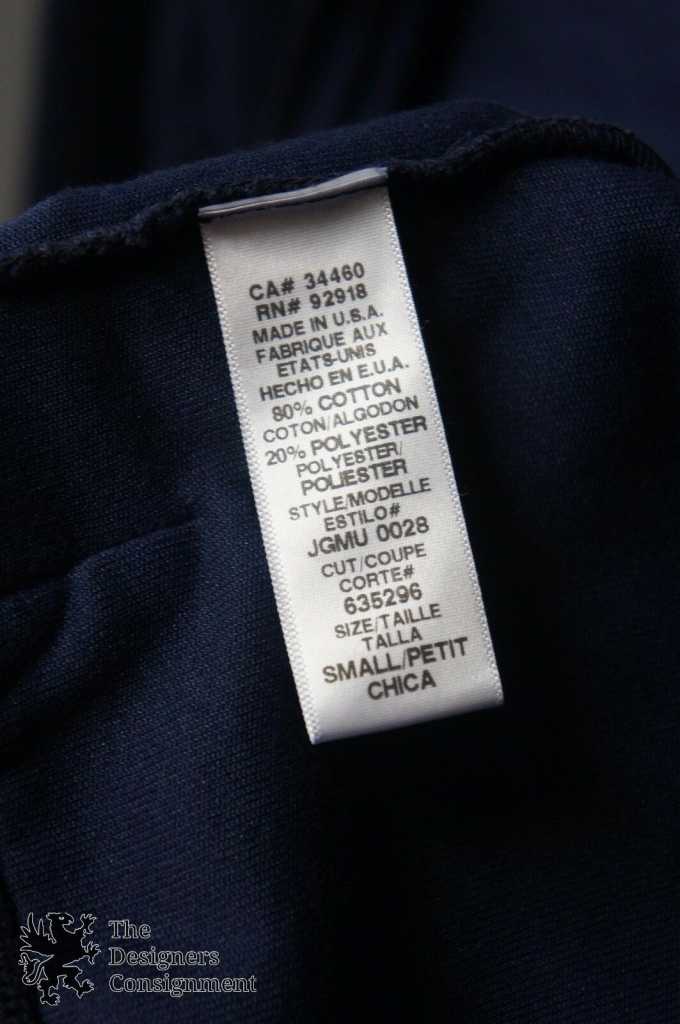 CA# 34460
RN# 92918
MADE IN U.S.A.
FABRIQUE AUX
ETATS-UNIS
HECHO EN E.U.A.
80% COTTON
COTON/ALGODON
20% POLYESTER
POLYESTER/
POLIESTER
STYLE/MODELLE
ESTILO#
JGMU 0028
CUT/COUPE
CORTE#
635296
SIZE/TAILLE
TALLA
SMALL/PETIT
CHICA
The
Designers
Consignment